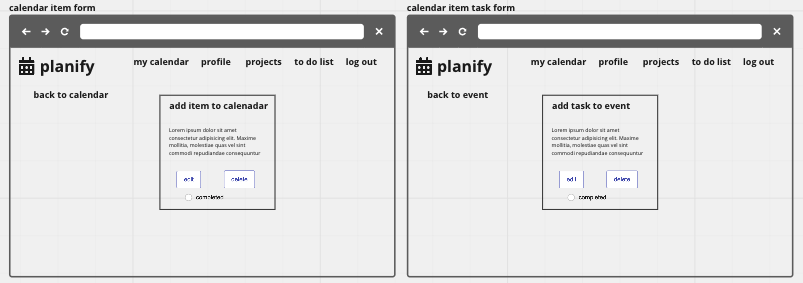 calendar item form
planify
my calendar profile projects to do list log out
back to calendar
add item to calenadar
Lorem ipsum dolor sit amet
consectetur adipisicing elit. Maxime
mollitia, molestiae quas vel sint
commodi repudiandae consequuntur
edit delete
completed
calendar item task form
planify
my calendar profile projects to do list log out
back to event
add task to event
Lorem ipsum dolor sit amet
consectetur adipisicing elit. Maxime
mollitia, molestiae quas vel sint
commodi repudiandae consequuntur
edit delete
completed